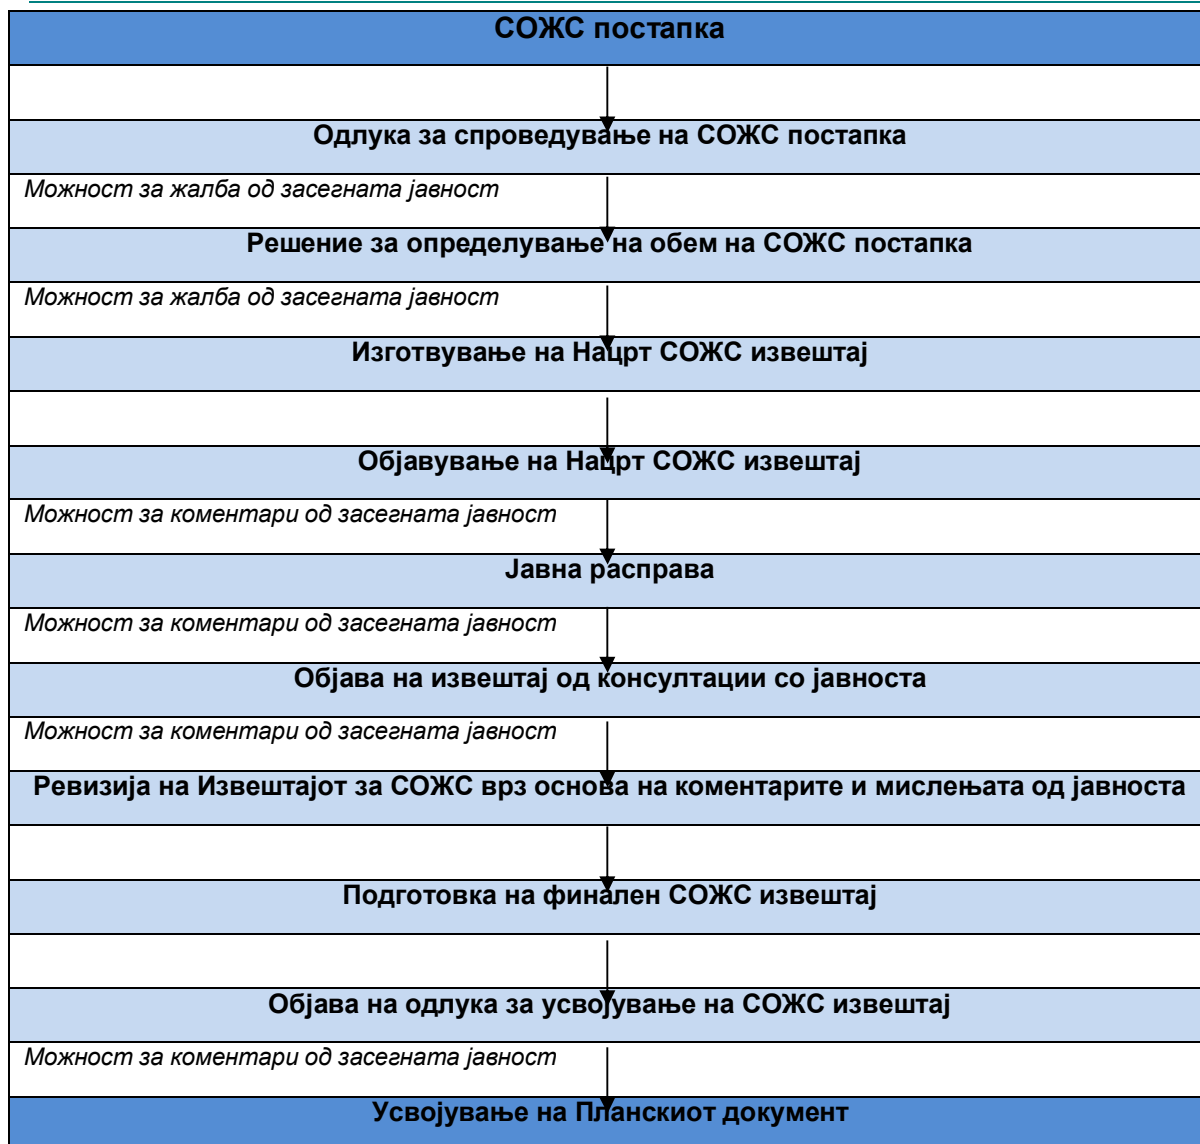 СОЖС постапка
Одлука за спроведување на СОЖС постапка
Можност за жалба од засегната јавност
Решение за определување на обем на СОЖС постапка
Можност за жалба од засегната јавност
Изготвување на Нацрт СОЖС извештај
Објавување на Нацрт СОЖС извештај
Можност за коментари од засегната јавност
Јавна расправа
Можност за коментари од засегната јавност
Објава на извештај од консултации со јавноста
Можност за коментари од засегната јавност
Ревизија на Извештајот за СОЖС врз основа на коментарите и мислењата од јавноста
Подготовка на финален СОЖС извештај
Објава на одлука за усвојување на СОЖС извештај
Можност за коментари од засегната јавност
Усвојување на Планскиот документ